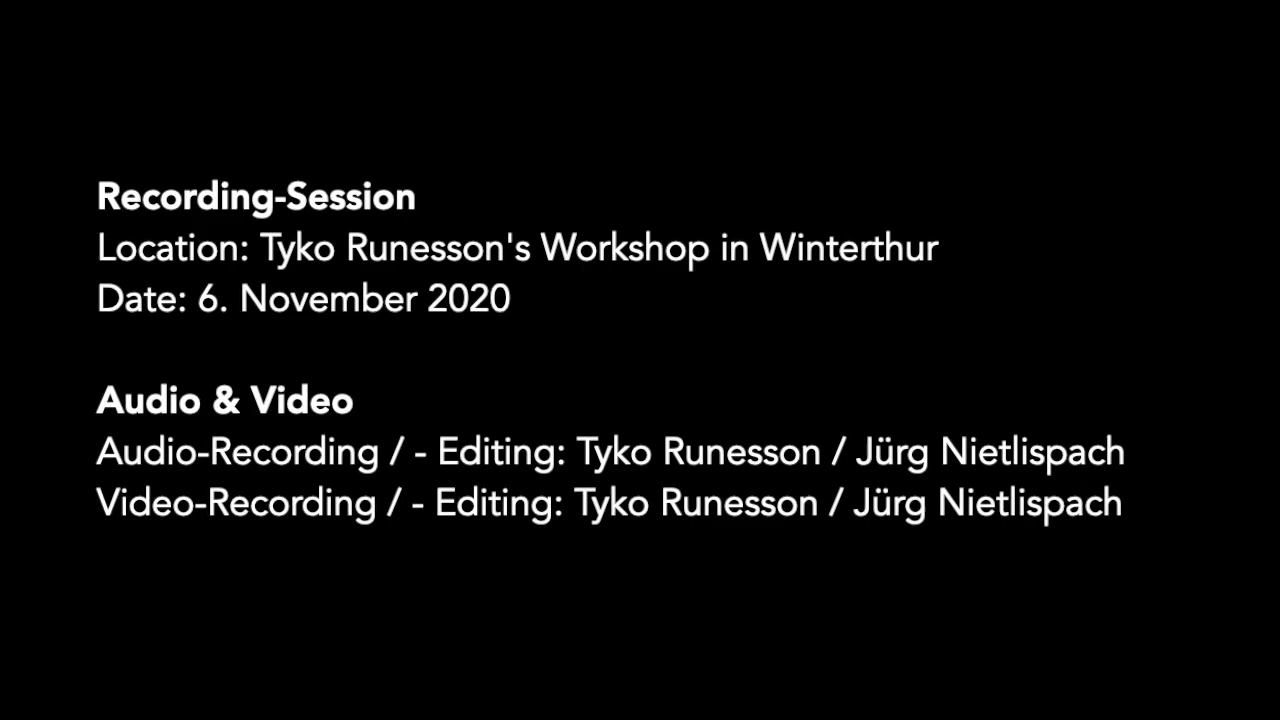 Recording-Session
Location: Tyko Runesson's Workshop in Winterthur
Date: 6. November 2020
Audio & Video
Audio-Recording / - Editing: Tyko Runesson / Jürg Nietlispach
Video-Recording / - Editing: Tyko Runesson / Jürg Nietlispach